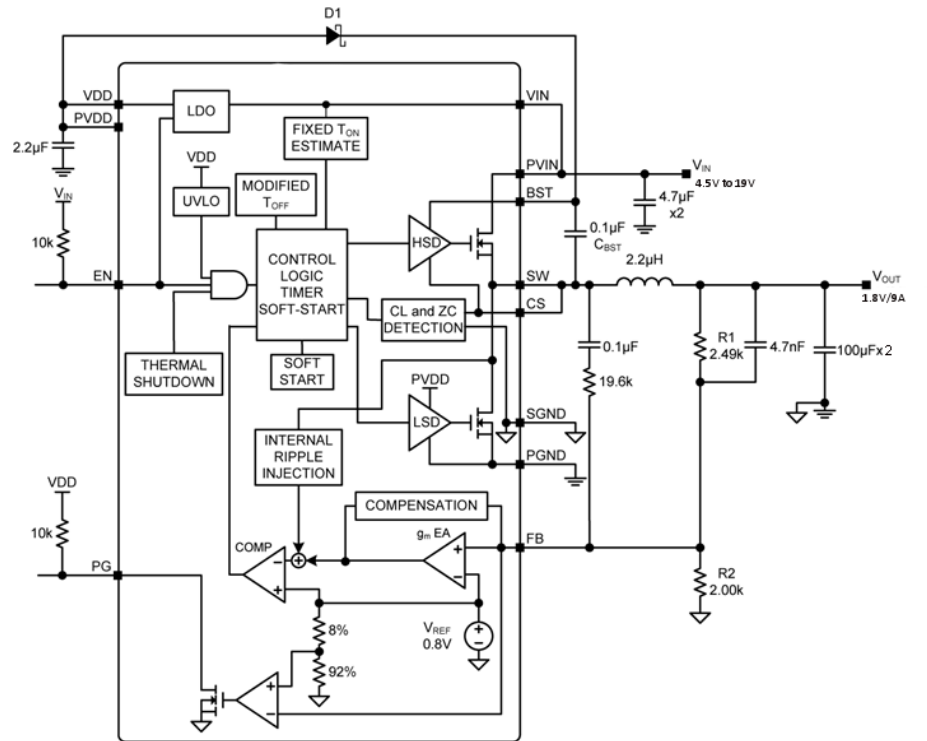 D1
VDD
LDO
VIN
PVDD
2.2µF
FIXED TON
ESTIMATE
VDD
UVLO
MODIFIED
TOFF
PVIN
VIN
4.5V to 19V
BST
4.7µF
x2
VIN
10k
HSD
0.1µF
CBST
2.2µH
CONTROL
LOGIC
TIMER
SOFT-START
EN
SW
VOUT
1.8V/9A
CS
CL and ZC
DETECTION
R1
2.49k
4.7nF
100µFx2
0.1µF
19.6k
THERMAL
SHUTDOWN
SOFT
START
PVDD
LSD
SGND
INTERNAL
RIPPLE
INJECTION
PGND
VDD
10k
COMPENSATION
gm EA
FB
COMP
PG
R2
2.00k
8%
VREF
0.8V
92%
+
−
−
+
+
−
+
−
+